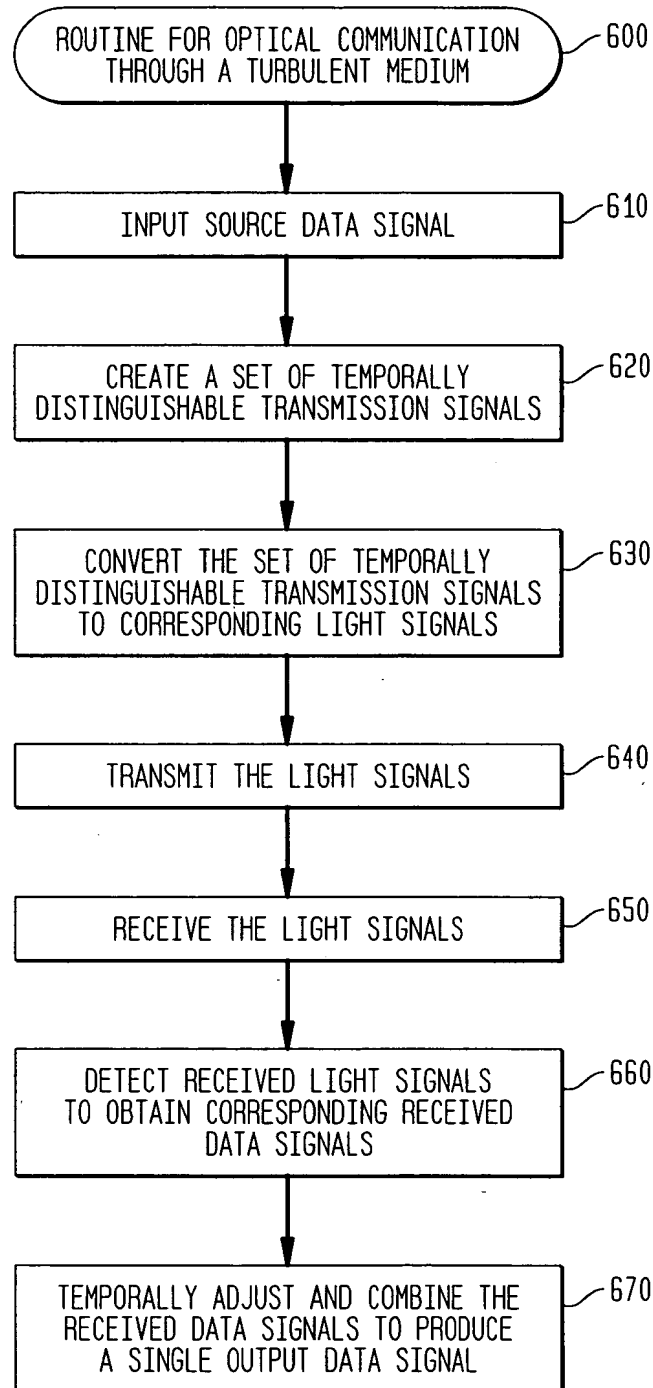 ROUTINE FOR OPTICAL COMMUNICATION
THROUGH A TURBULENT MEDIUM
600
INPUT SOURCE DATA SIGNAL
610
CREATE A SET OF TEMPORALLY
DISTINGUISHABLE TRANSMISSION SIGNALS
620
CONVERT THE SET OF TEMPORALLY
DISTINGUISHABLE TRANSMISSION SIGNALS
TO CORRESPONDING LIGHT SIGNALS
630
TRANSMIT THE LIGHT SIGNALS
640
RECEIVE THE LIGHT SIGNALS
650
DETECT RECEIVED LIGHT SIGNALS
TO OBTAIN CORRESPONDING RECEIVED
DATA SIGNALS
660
TEMPORALLY ADJUST AND COMBINE THE
RECEIVED DATA SIGNALS TO PRODUCE
A SINGLE OUTPUT DATA SIGNAL
670